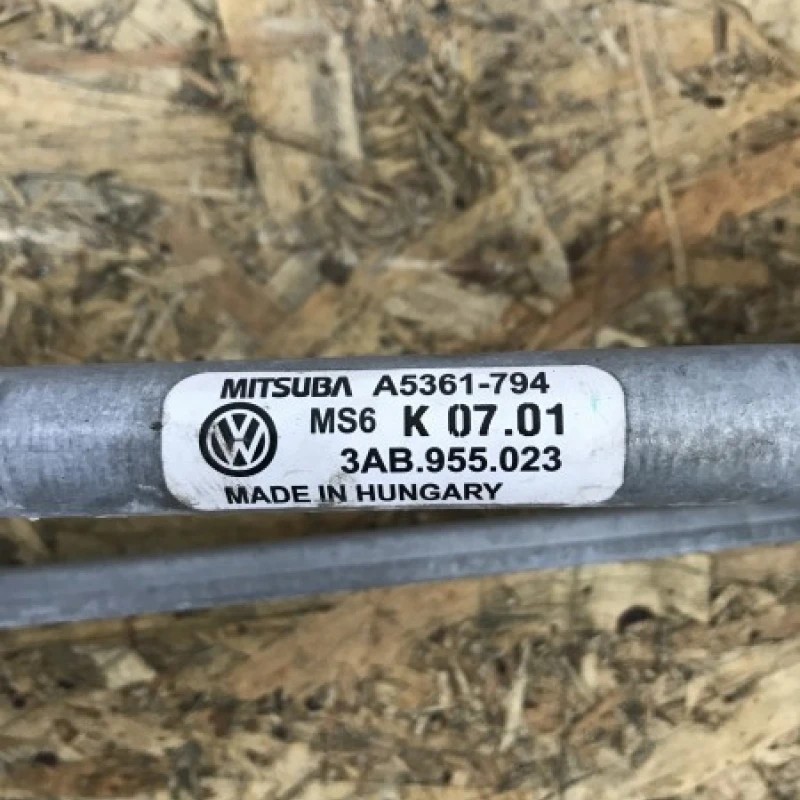 MITSUBA A5361-794
MS6 K 07.01
3AB.955.023
MADE IN HUNGARY